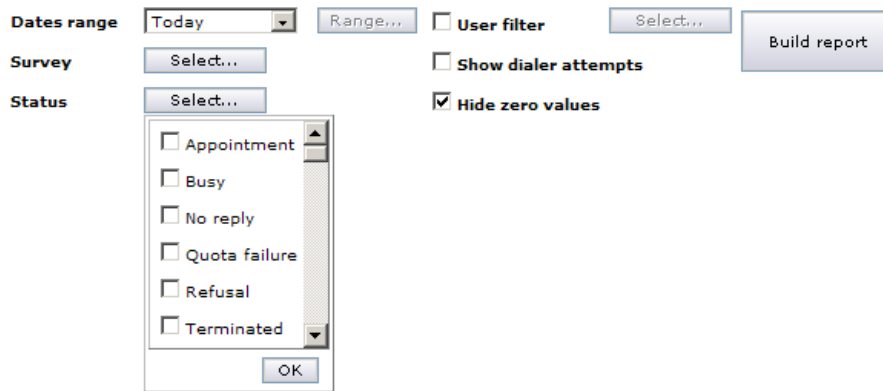 Dates range Today Range... User filter Select... Build report
Survey Select... Show dialer attempts
Status Select... Hide zero values
Appointment
Busy
No reply
Quota failure
Refusal
Terminated
OK